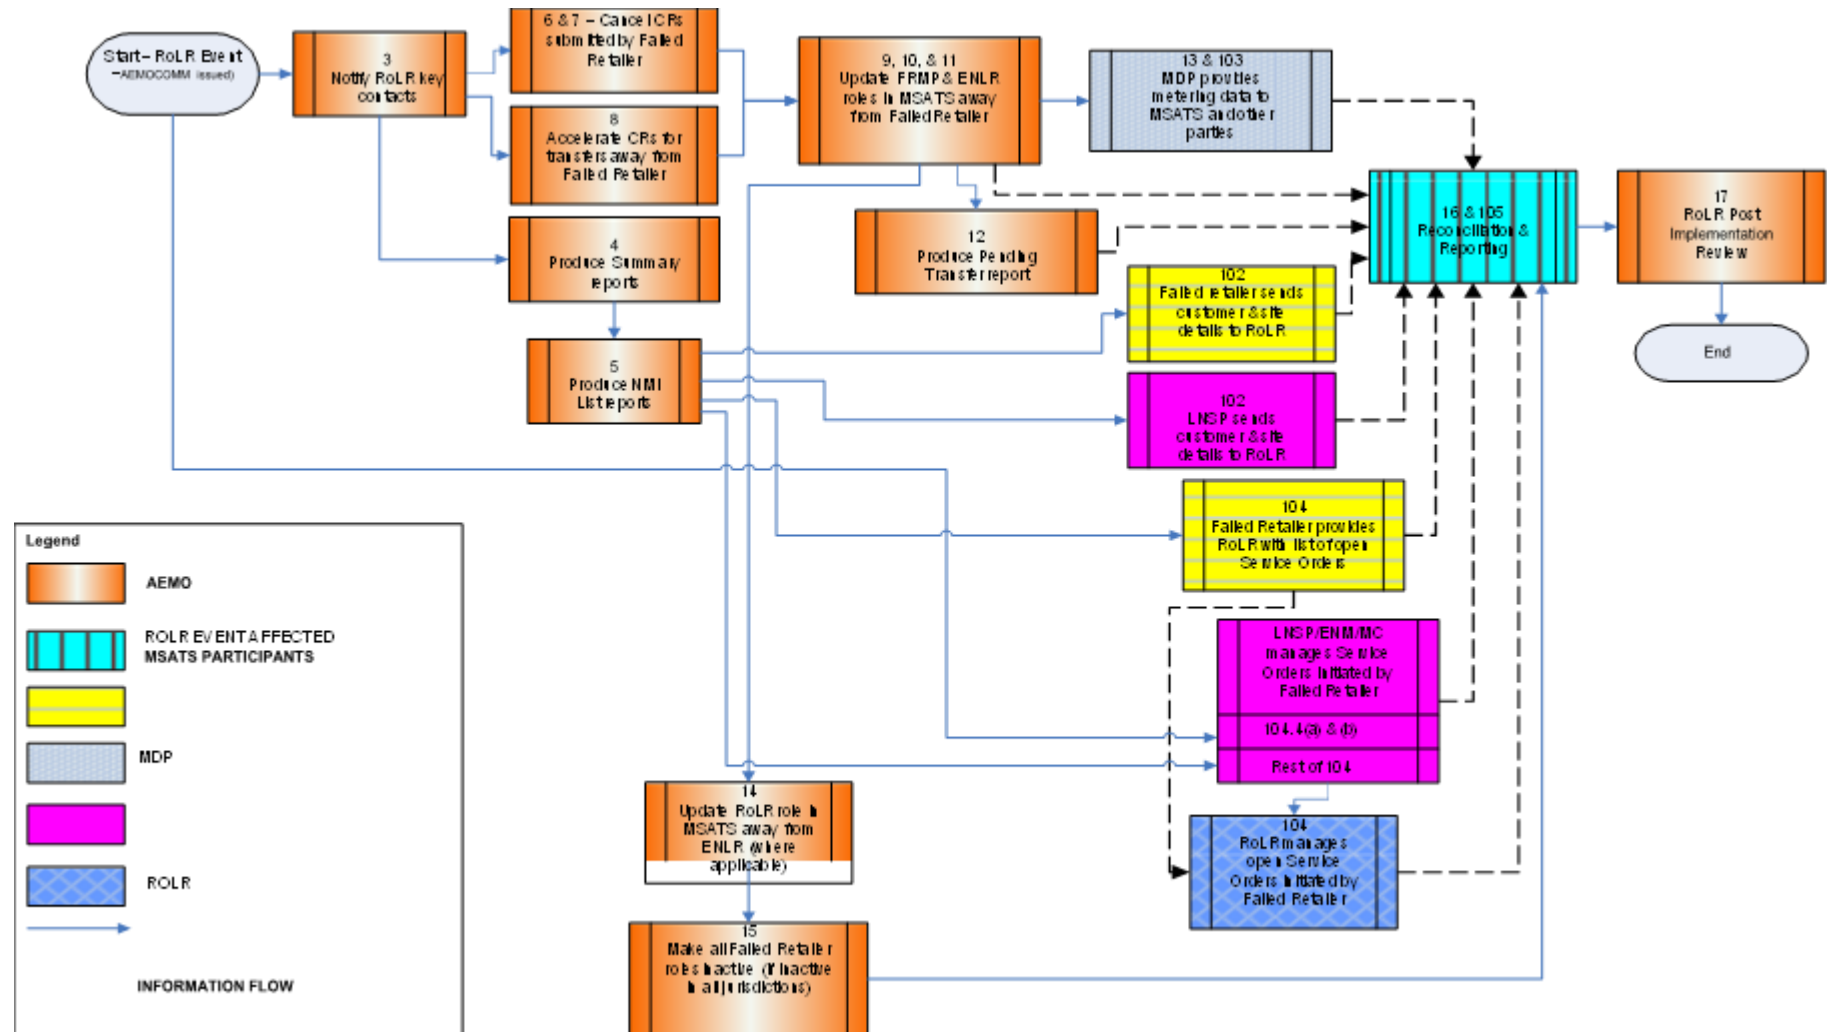 Start – RoLR Event
– AEMOCOMM issued)
3
Notify RoLR key
contacts
6 & 7 – Cancel CRs
submitted by Failed
Retailer
8
Accelerate CRs for
transfers away from
Failed Retailer
4
Produce Summary
reports
5
Produce NMI
List reports
9, 10, & 11
Update FRMP & ENLR
roles in MSATS away
from Failed Retailer
12
Produce Pending
Transfer report
13 & 103
MDP provides
metering data to
MSATS and other
parties
16 & 105
Reconciliation &
Reporting
17
RoLR Post
Implementation
Review
End
102
Failed retailer sends
customer & site
details to RoLR
102
LNSP sends
customer & site
details to RoLR
104
Failed Retailer provides
RoLR with list of open
Service Orders
LNSP/ENM/MC
manages Service
Orders initiated by
Failed Retailer
104.4(a) & (b)
Rest of 104
104
RoLR manages
open Service
Orders initiated by
Failed Retailer
14
Update RoLR role in
MSATS away from
ENLR (where
applicable)
15
Make all Failed Retailer
roles inactive (if inactive
in all jurisdictions)
Legend
AEMO
ROLR EVENT AFFECTED
MSATS PARTICIPANTS
MDP
ROLR
INFORMATION FLOW